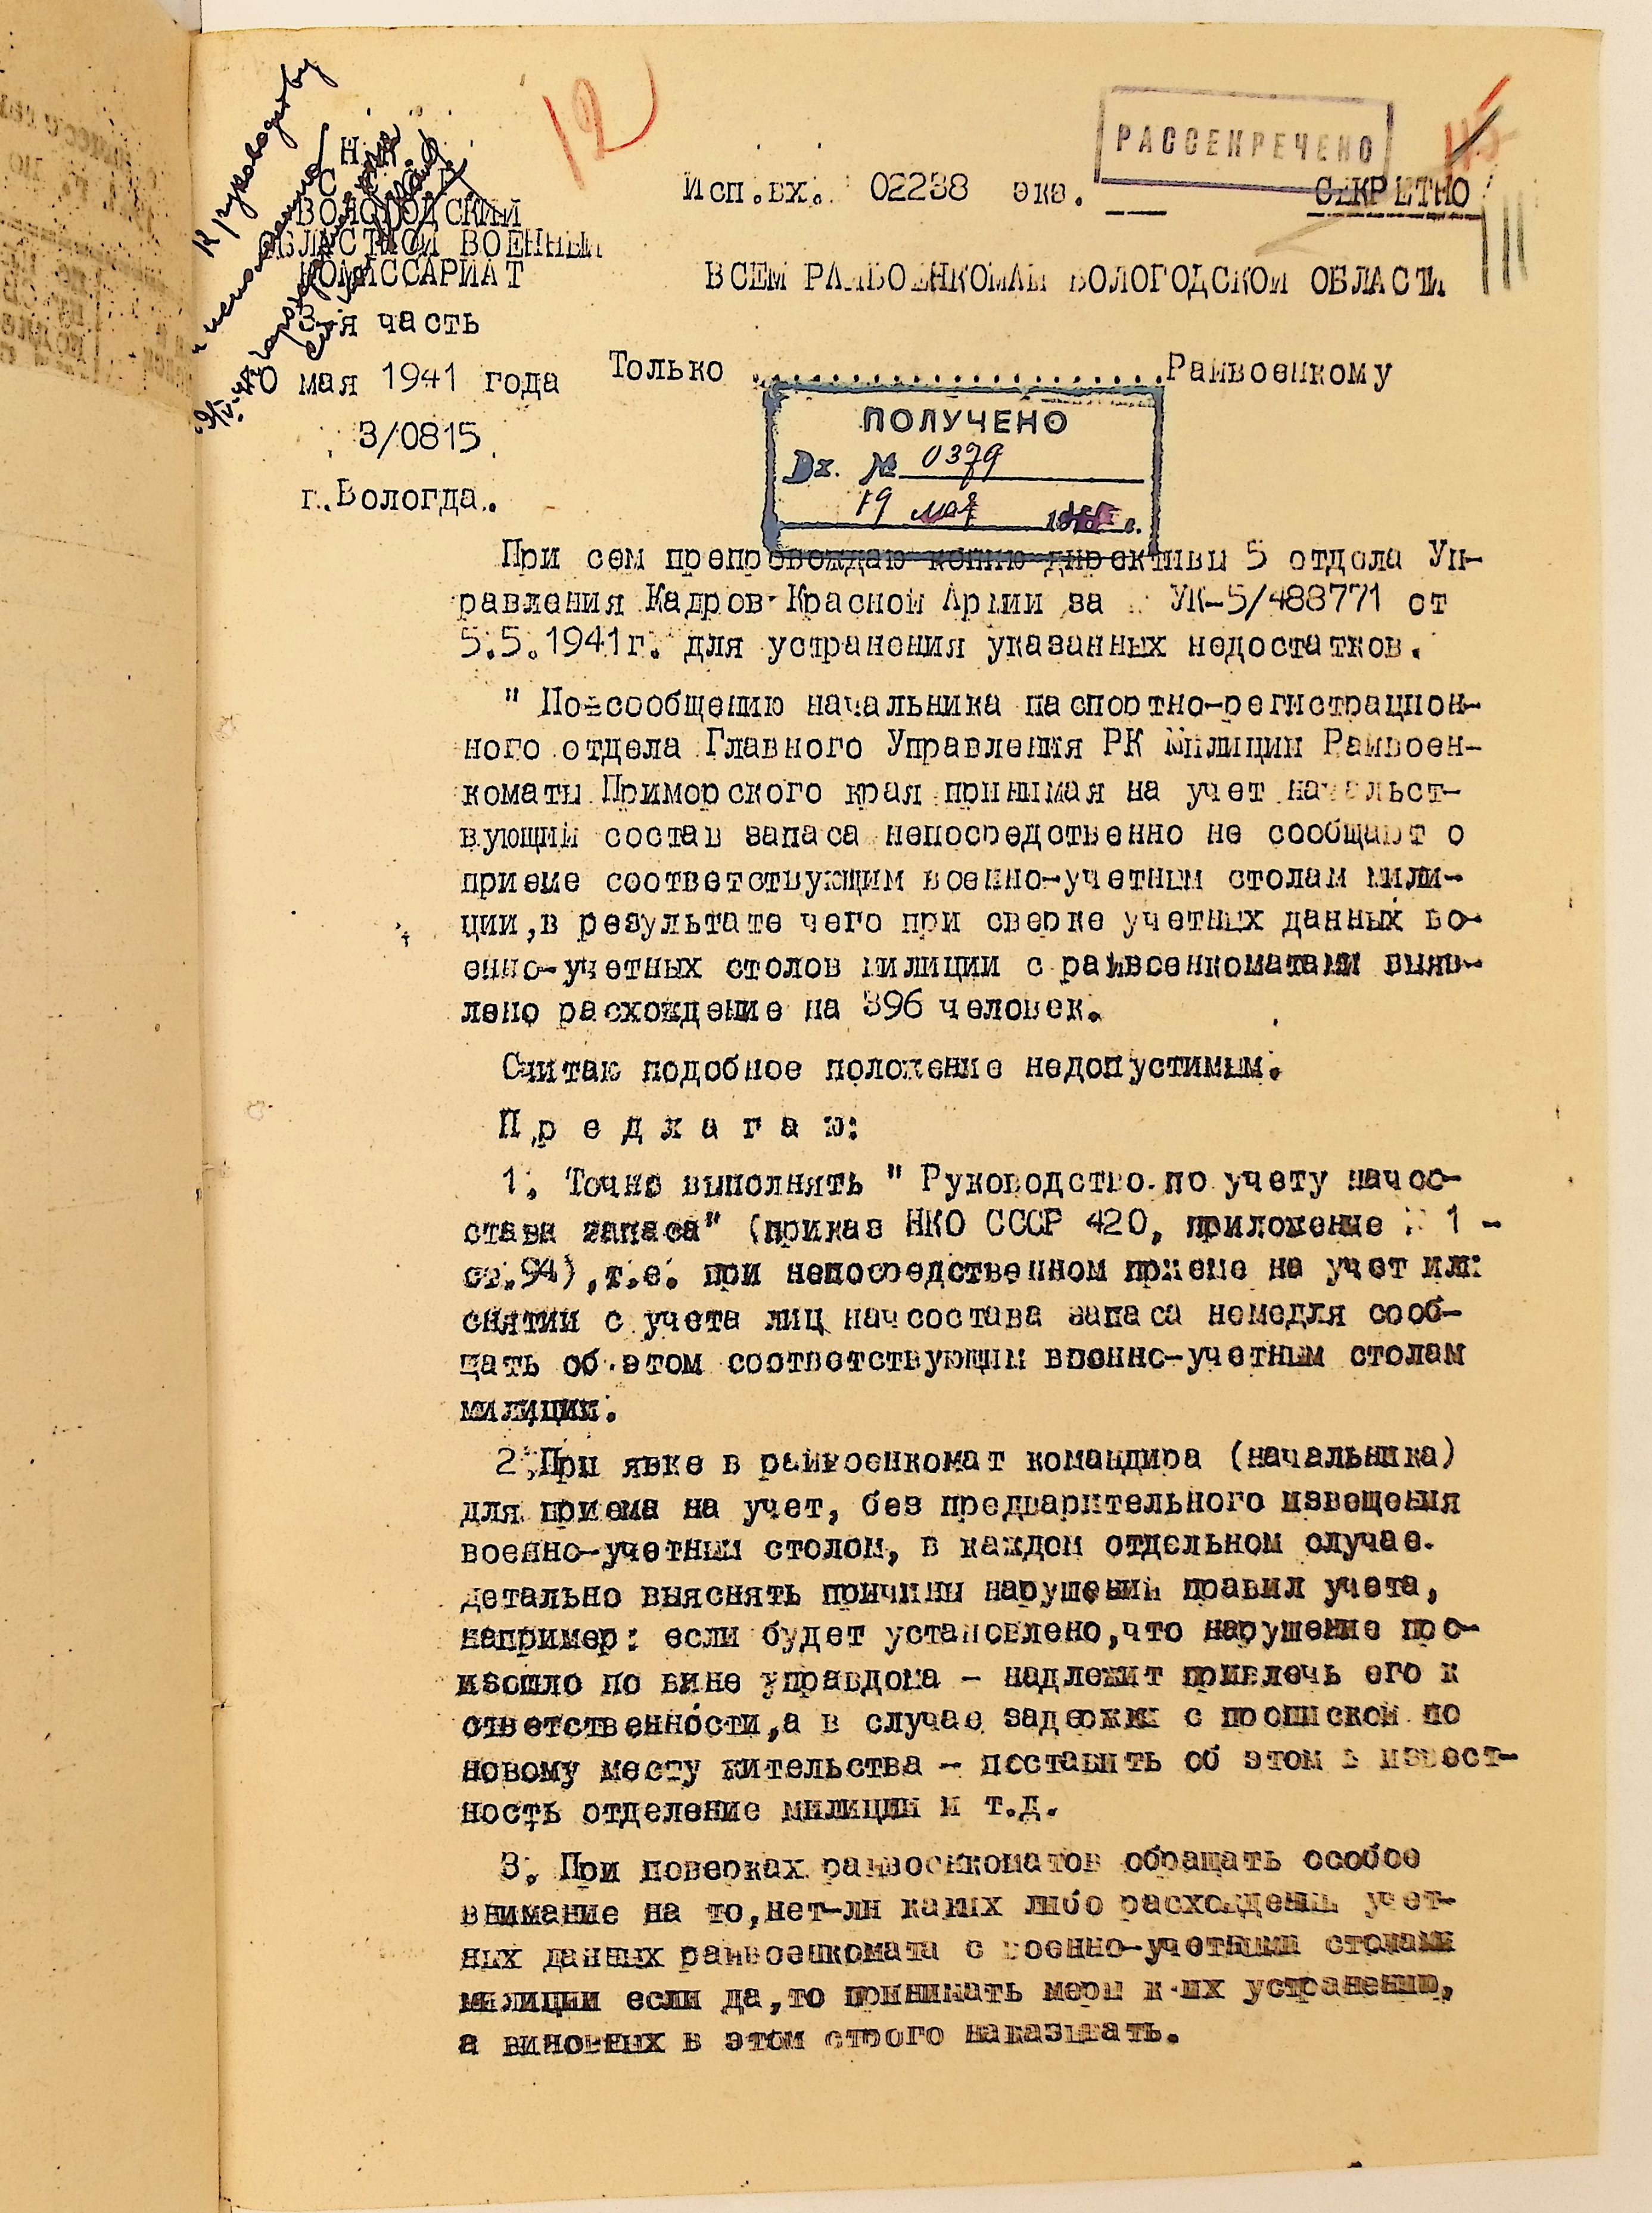 к руководству
12
РАССЕКРЕЧЕНО
Н.К.
Исп.вх. 02238 экз. __
СЕКРЕТНО
ВОЛОГОДСКИЙ
ОБЛАСТНОЙ ВОЕННЫЙ
КОМИССАРИАТ
ВСЕМ РАЙВОЕНКОМАМ ВОЛОГОДСКОЙ ОБЛАСТИ
3-я часть
10 мая 1941 года
Только .....................Райвоенкому
3/0815
г.Вологда.
ПОЛУЧЕНО
Вх. № 0379
19 мая
При сем препровождаю копию директивы 5 отдела Уп-
равления Кадров Красной Армии за УК-5/488771 от
5.5.1941г. для устранения указанных недостатков.
" По сообщению начальника паспортно-регистрацион-
ного отдела Главного Управления РК Милиции Райвоен-
коматы Приморского края принимая на учет начальст-
вующий состав запаса непосредственно не сообщают о
приеме соответствующим военно-учетным столам мили-
ции,в результате чего при сверке учетных данных во-
енно-учетных столов милиции с райвоенкоматами выяв-
лено расхождение на 396 человек.
Считаю подобное положение недопустимым.
П р е д л а г а ю:
1. Точно выполнять " Руководство по учету начсо-
става запаса" (приказ НКО СССР 420, приложение № 1 -
ст.94),т.е. при непосредственном приеме на учет или
снятии с учета лиц начсостава запаса немедля сооб-
щать об этом соответствующим военно-учетным столам
милиции.
2.При явке в райвоенкомат командира (начальника)
для приема на учет, без предварительного извещения
военно-учетным столом, в каждом отдельном случае.
детально выяснять причины нарушений правил учета,
например: если будет установлено,что нарушение про-
изошло по вине управдома - надлежит привлечь его к
ответственности,а в случае задержки с пропиской по
новому месту жительства - поставить об этом в извест-
ность отделение милиции и т.д.
3. При поверках райвоенкоматов обращать особое
внимание на то,нет-ли каких либо расхождений учет-
ных данных райвоенкомата с военно-учетными столами
милиции если да,то принимать меры к их устранению,
а виновных в этом строго наказывать.